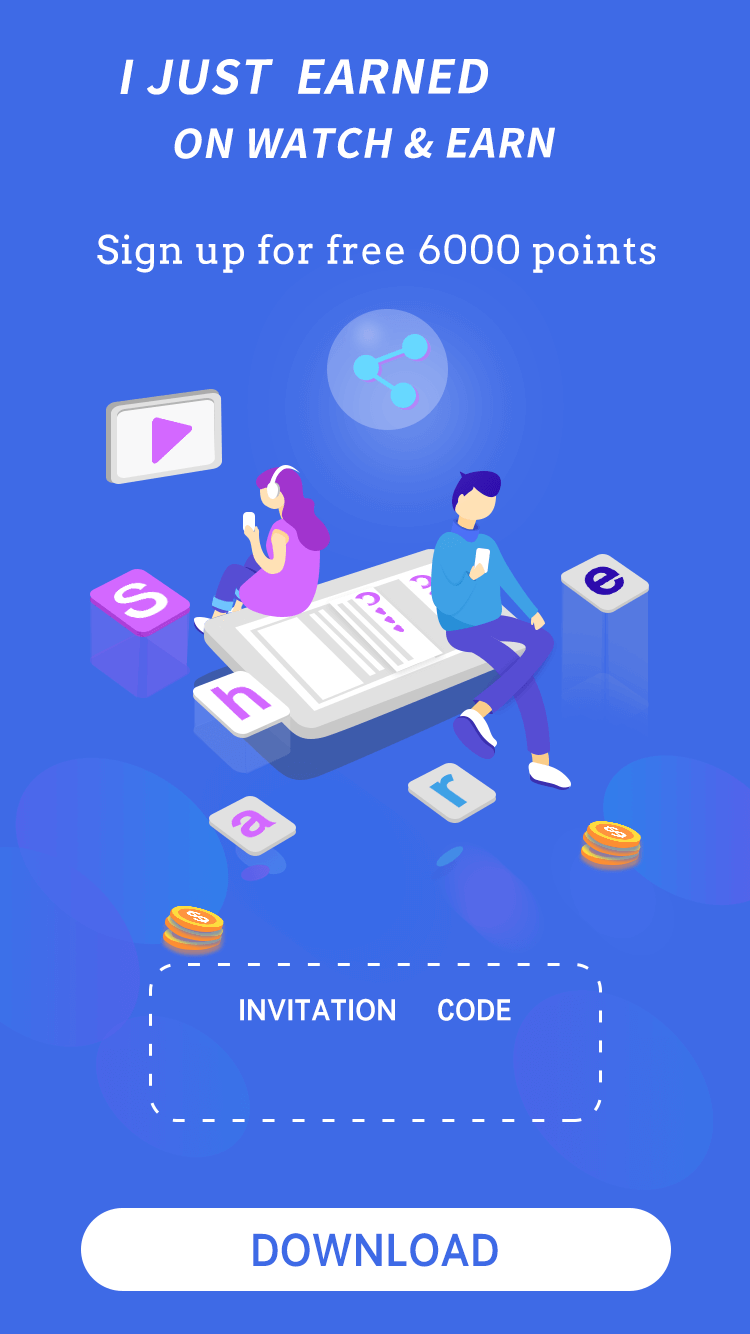 I JUST EARNED
ON WATCH & EARN
Sign up for free 6000 points
S
h
a
r
e
INVITATION CODE
DOWNLOAD